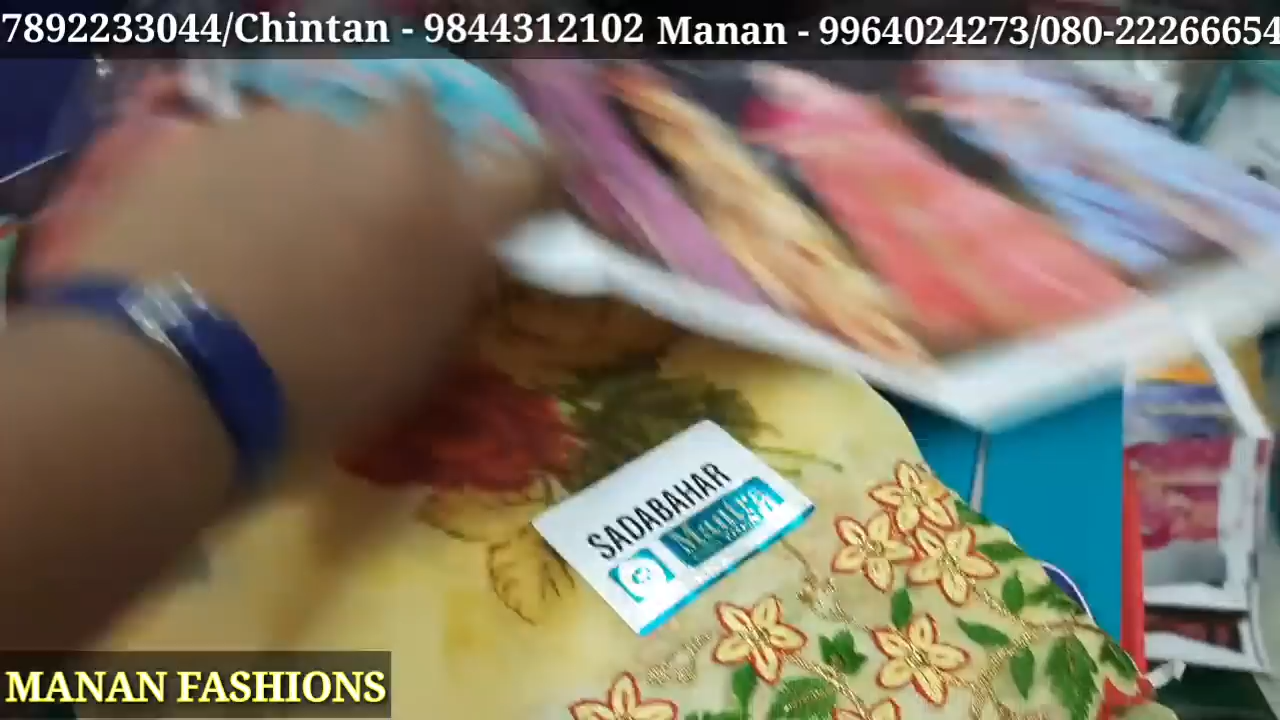 7892233044/Chintan - 9844312102 Manan - 9964024273/080-22266654
SADABAHAR
MANAN FASHIONS